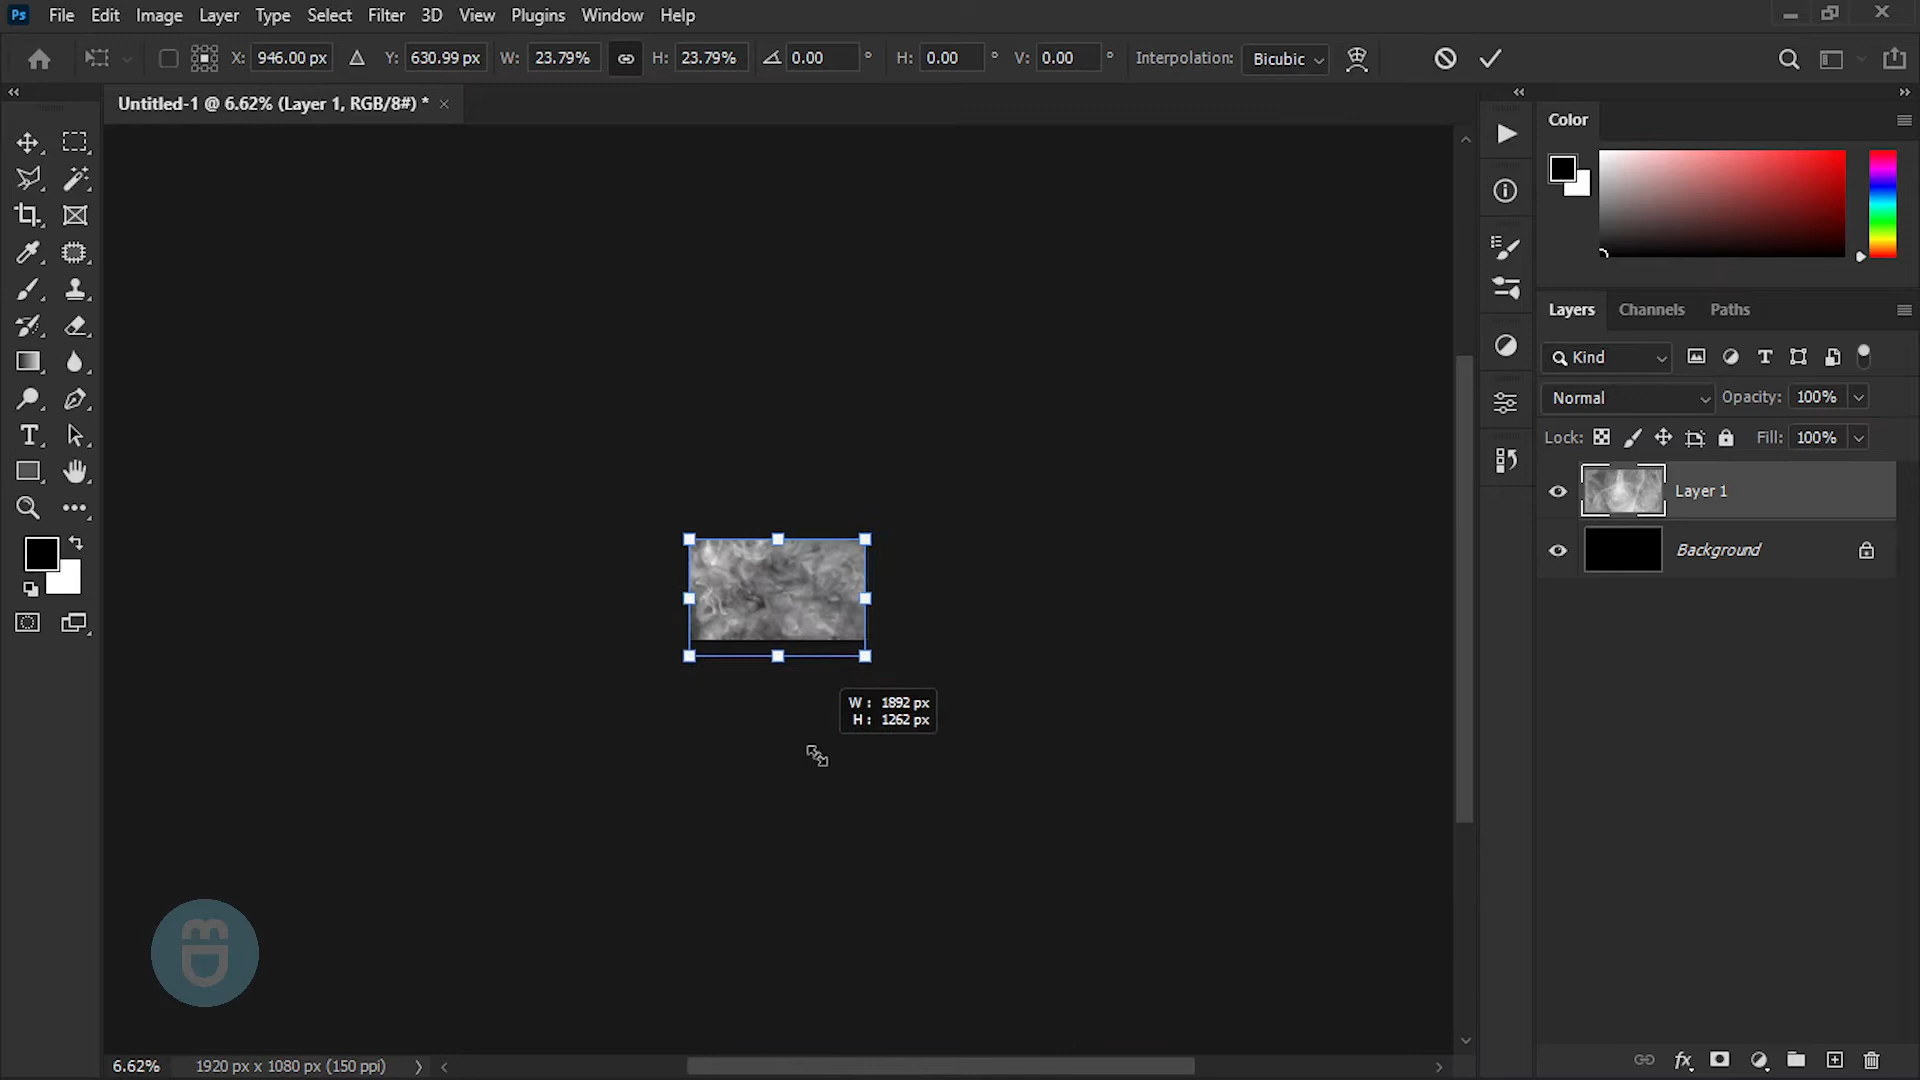 Ps File Edit Image Layer Type Select Filter 3D View Plugins Window Help
X: 946.00 px Y: 630.99 px W: 23.79% H: 23.79% 0.00 ° H: 0.00 ° V: 0.00 ° Interpolation: Bicubic
Untitled-1 @ 6.62% (Layer 1, RGB/8#) *
Color
Layers Channels Paths
Kind
Normal Opacity: 100%
Lock: Fill: 100%
Layer 1
Background
W : 1892 px
H : 1262 px
6.62% 1920 px x 1080 px (150 ppi)